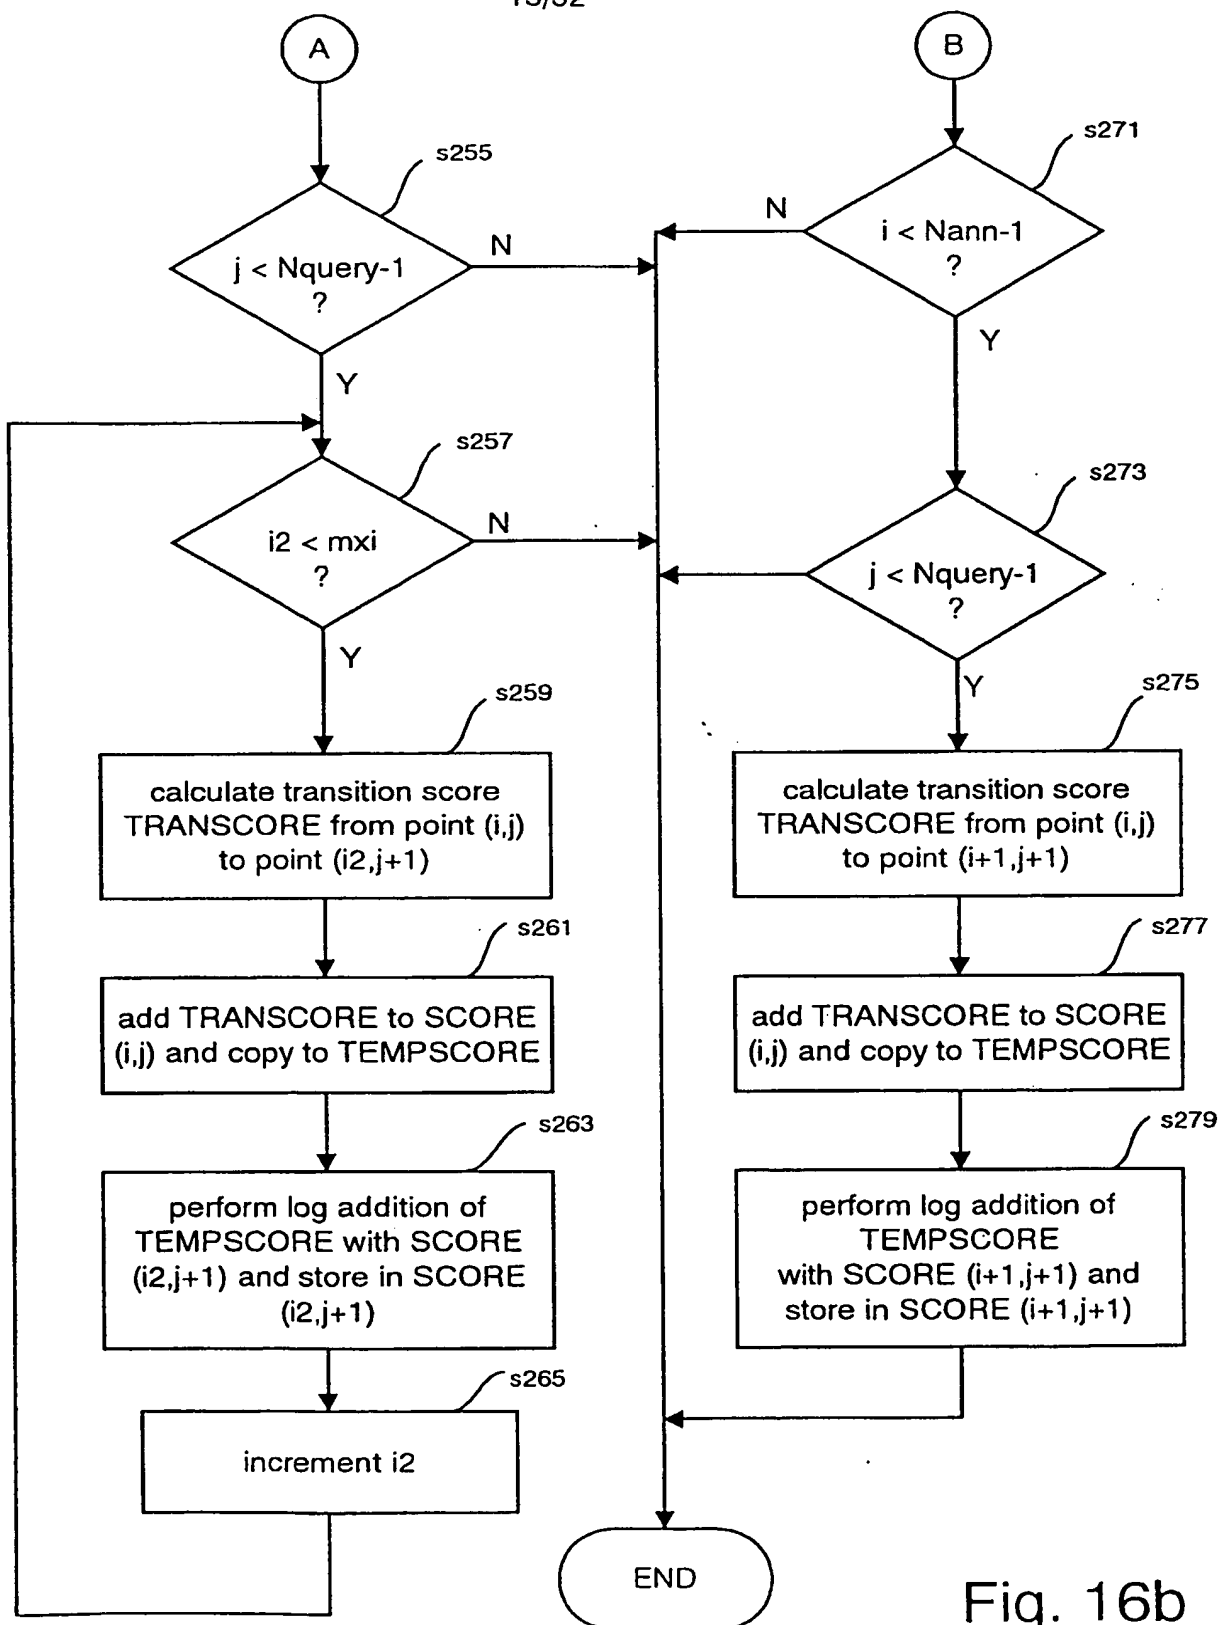 15/32
A
B
s255
s271
j < Nquery-1
?
N
Y
i < Nann-1
?
N
Y
s257
s273
i2 < mxi
?
N
Y
j < Nquery-1
?
Y
s259
s275
calculate transition score
TRANSCORE from point (i,j)
to point (i2,j+1)
calculate transition score
TRANSCORE from point (i,j)
to point (i+1,j+1)
s261
s277
add TRANSCORE to SCORE
(i,j) and copy to TEMPSCORE
add TRANSCORE to SCORE
(i,j) and copy to TEMPSCORE
s263
s279
perform log addition of
TEMPSCORE with SCORE
(i2,j+1) and store in SCORE
(i2,j+1)
perform log addition of
TEMPSCORE
with SCORE (i+1,j+1) and
store in SCORE (i+1,j+1)
s265
increment i2
END
Fig. 16b